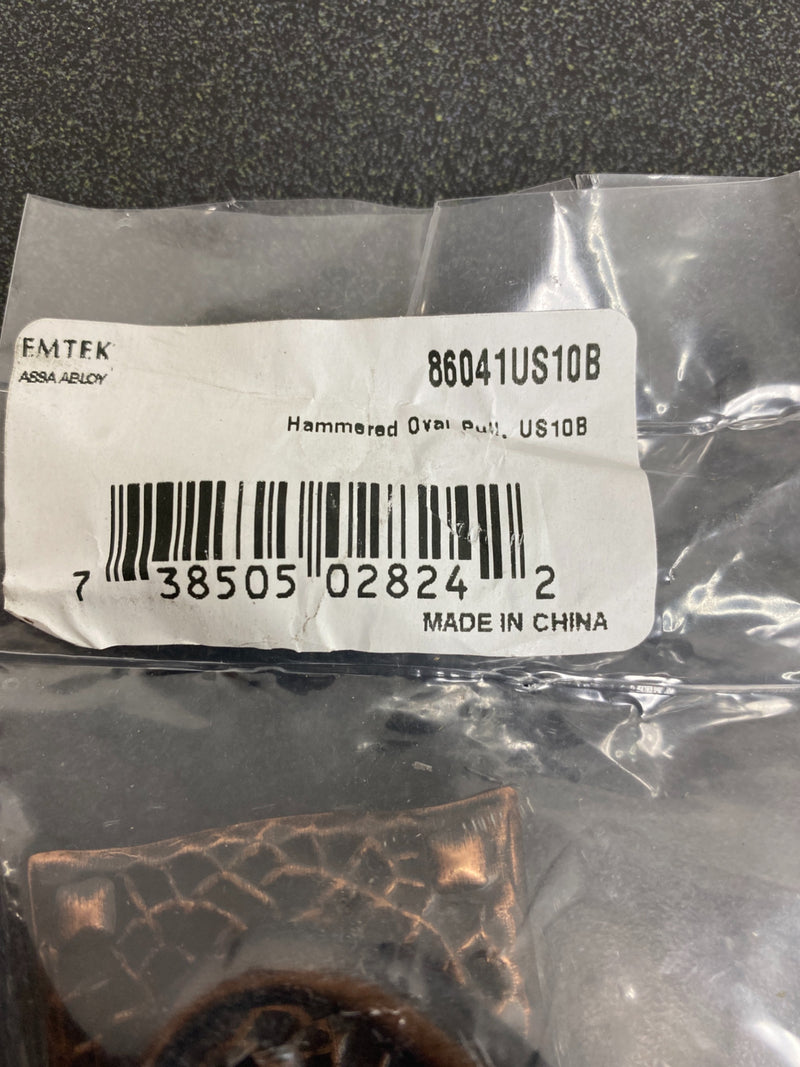 EMTEK
ASSA ABLOY
86041US10B
Hammered Oval Pull, US10B
7 38505 02824 2
MADE IN CHINA